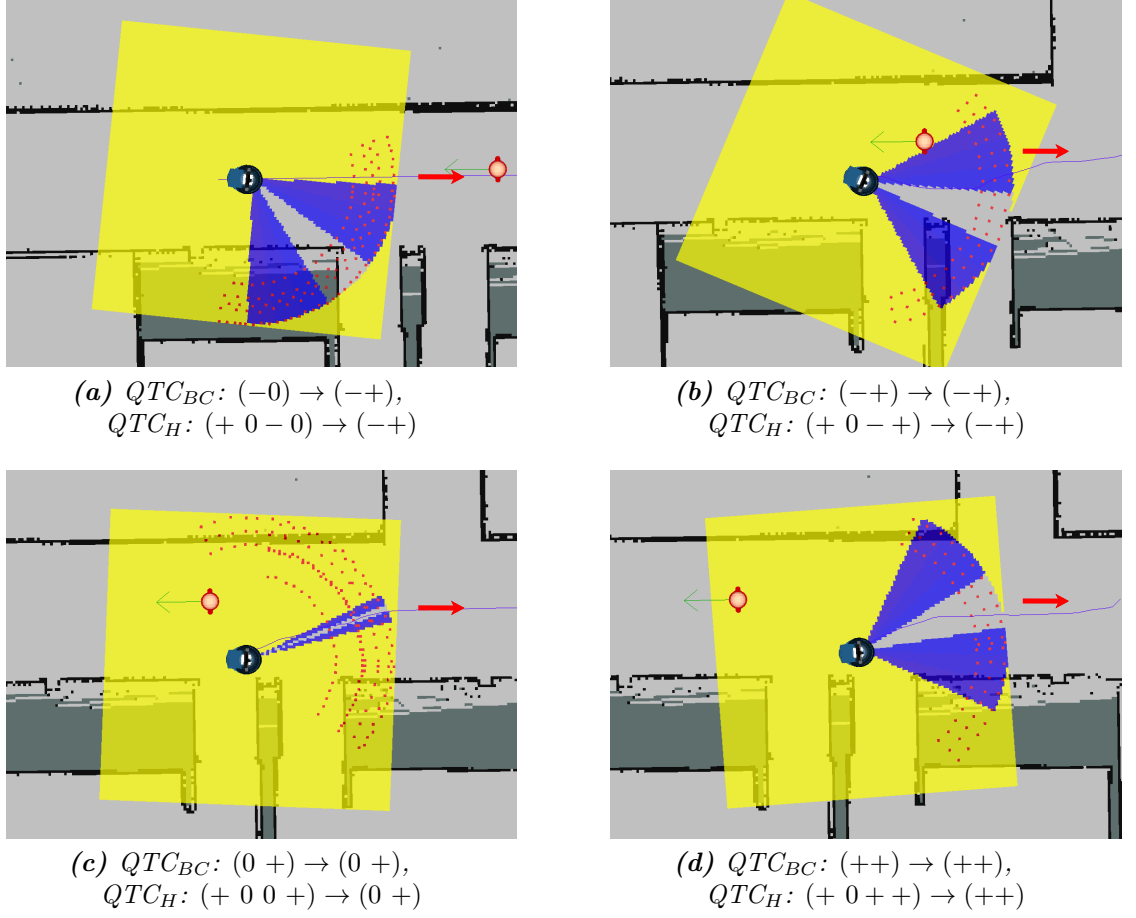 (a) QTC_BC: (−0) → (−+),
QTC_H: (+ 0 − 0) → (−+)
(b) QTC_BC: (−+) → (−+),
QTC_H: (+ 0 − +) → (−+)
(c) QTC_BC: (0 +) → (0 +),
QTC_H: (+ 0 0 +) → (0 +)
(d) QTC_BC: (++) → (++),
QTC_H: (+ 0 + +) → (++)